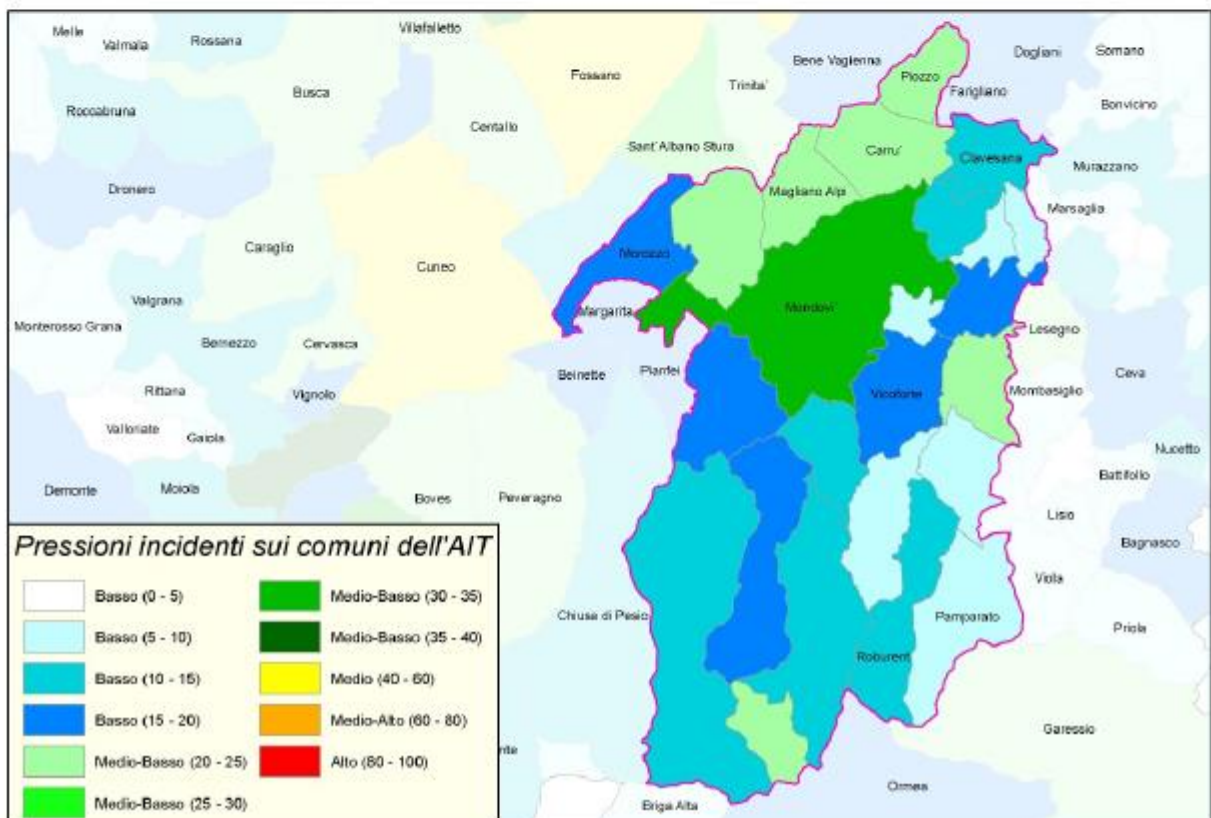 Melle
Valmala
Rossana
Villafalletto
Dogliani
Somano
Bene Vagienna
Fossano
Piozzo
Trinita'
Busca
Farigliano
Roccabruna
Bonvicino
Centallo
Sant'Albano Stura
Carru'
Clavesana
Murazzano
Dronero
Magliano Alpi
Marsaglia
Caraglio
Morozzo
Cuneo
Valgrana
Mondovi'
Margarita
Monterosso Grana
Lesegno
Bernezzo
Cervasca
Pianfei
Beinette
Ceva
Rittana
Vignolo
Vicoforte
Mombasiglio
Valloriate
Gaiola
Nucetto
Battifollo
Demonte
Moiola
Boves
Peveragno
Lisio
Bagnasco
Viola
Chiusa di Pesio
Pamparato
Priola
Roburent
Garessio
Ormea
Briga Alta
Pressioni incidenti sui comuni dell'AIT
Basso (0 - 5)
Basso (5 - 10)
Basso (10 - 15)
Basso (15 - 20)
Medio-Basso (20 - 25)
Medio-Basso (25 - 30)
Medio-Basso (30 - 35)
Medio-Basso (35 - 40)
Medio (40 - 60)
Medio-Alto (60 - 80)
Alto (80 - 100)